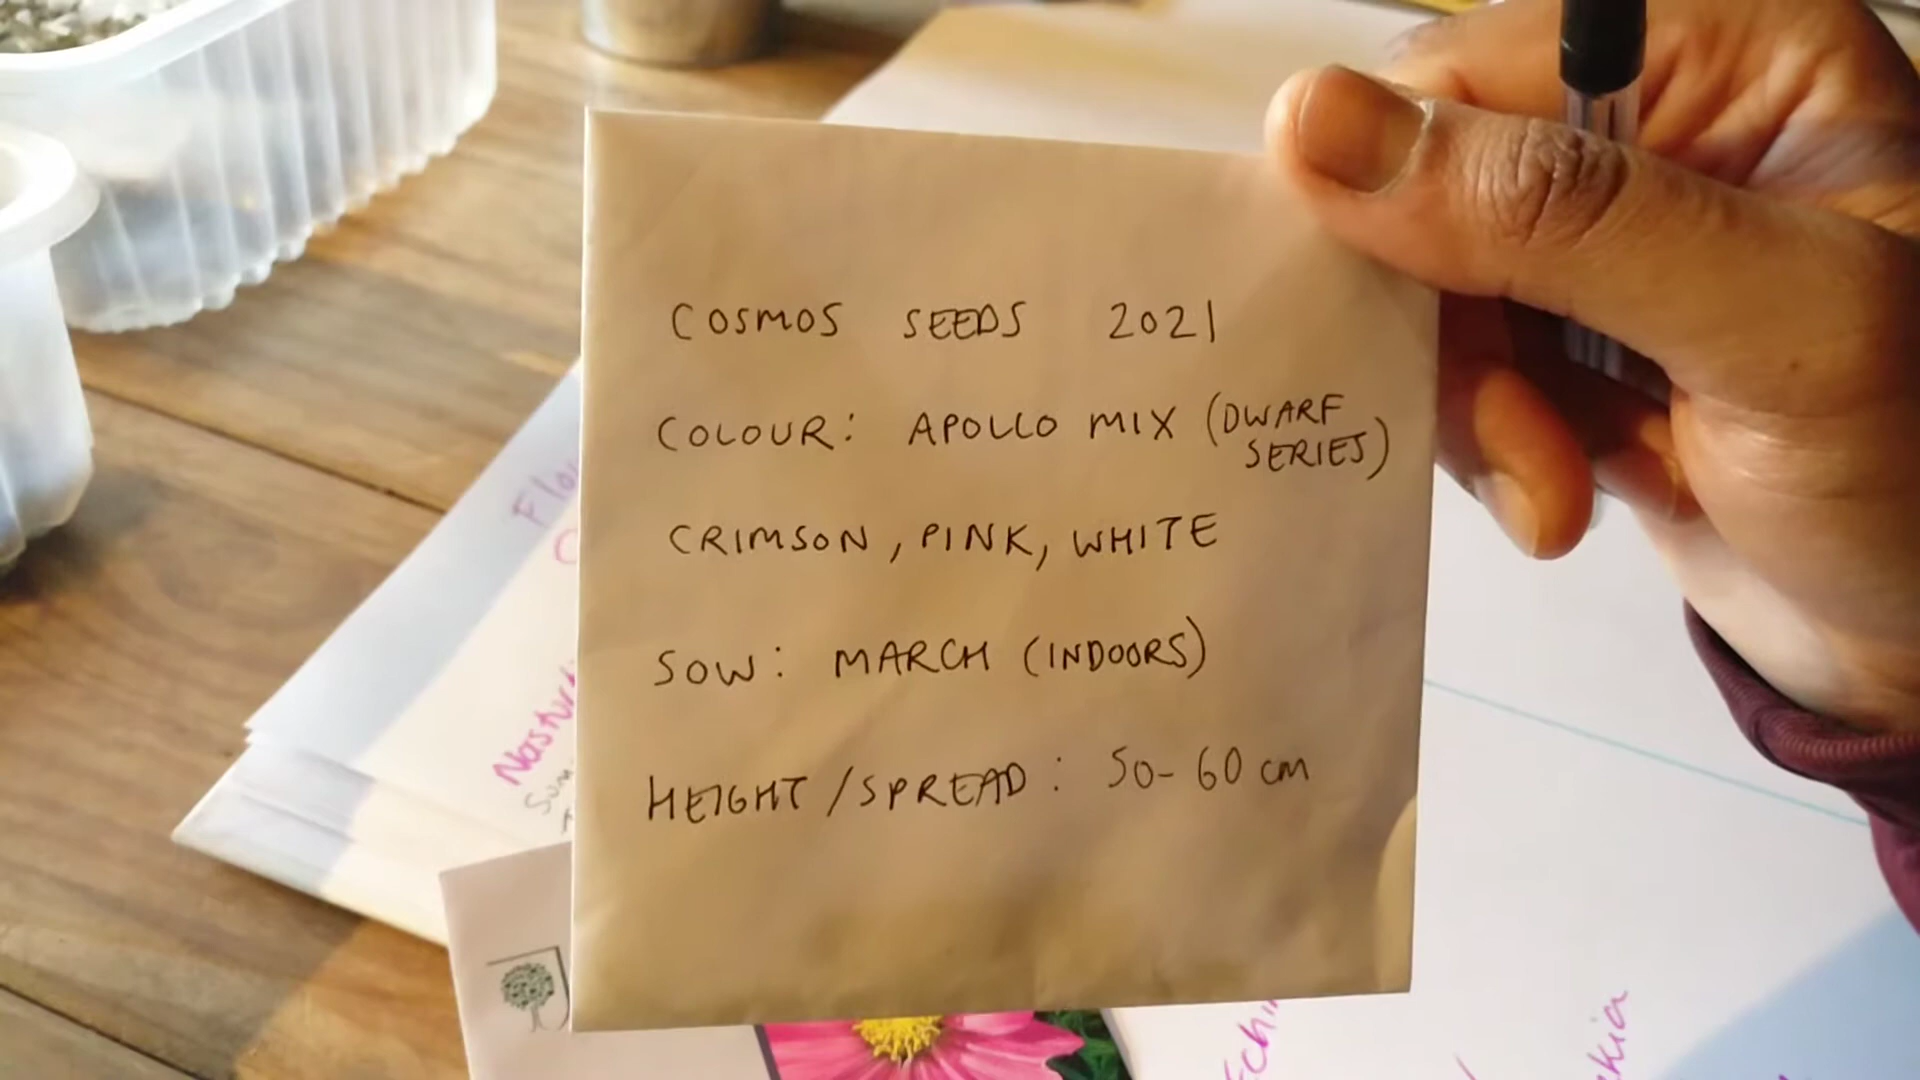 COSMOS SEEDS 2021
COLOUR: APOLLO MIX (DWARF
SERIES)
CRIMSON, PINK, WHITE
SOW: MARCH (INDOORS)
HEIGHT/SPREAD: 50-60 cm